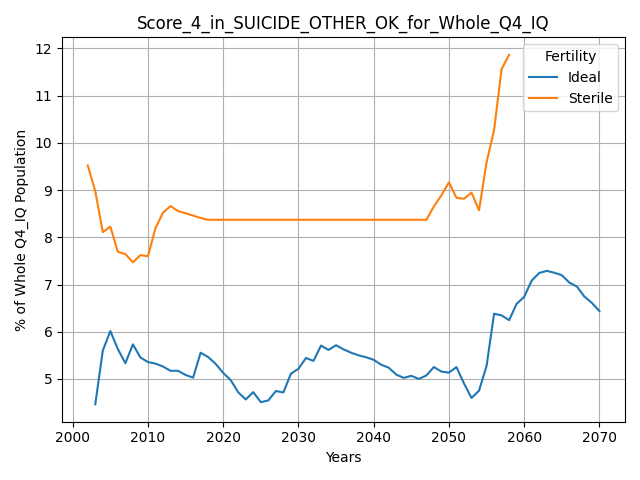 Score_4_in_SUICIDE_OTHER_OK_for_Whole_Q4_IQ
% of Whole Q4_IQ Population
12
11
10
9
8
7
6
5
Fertility
Ideal
Sterile
2000 2010 2020 2030 2040 2050 2060 2070
Years